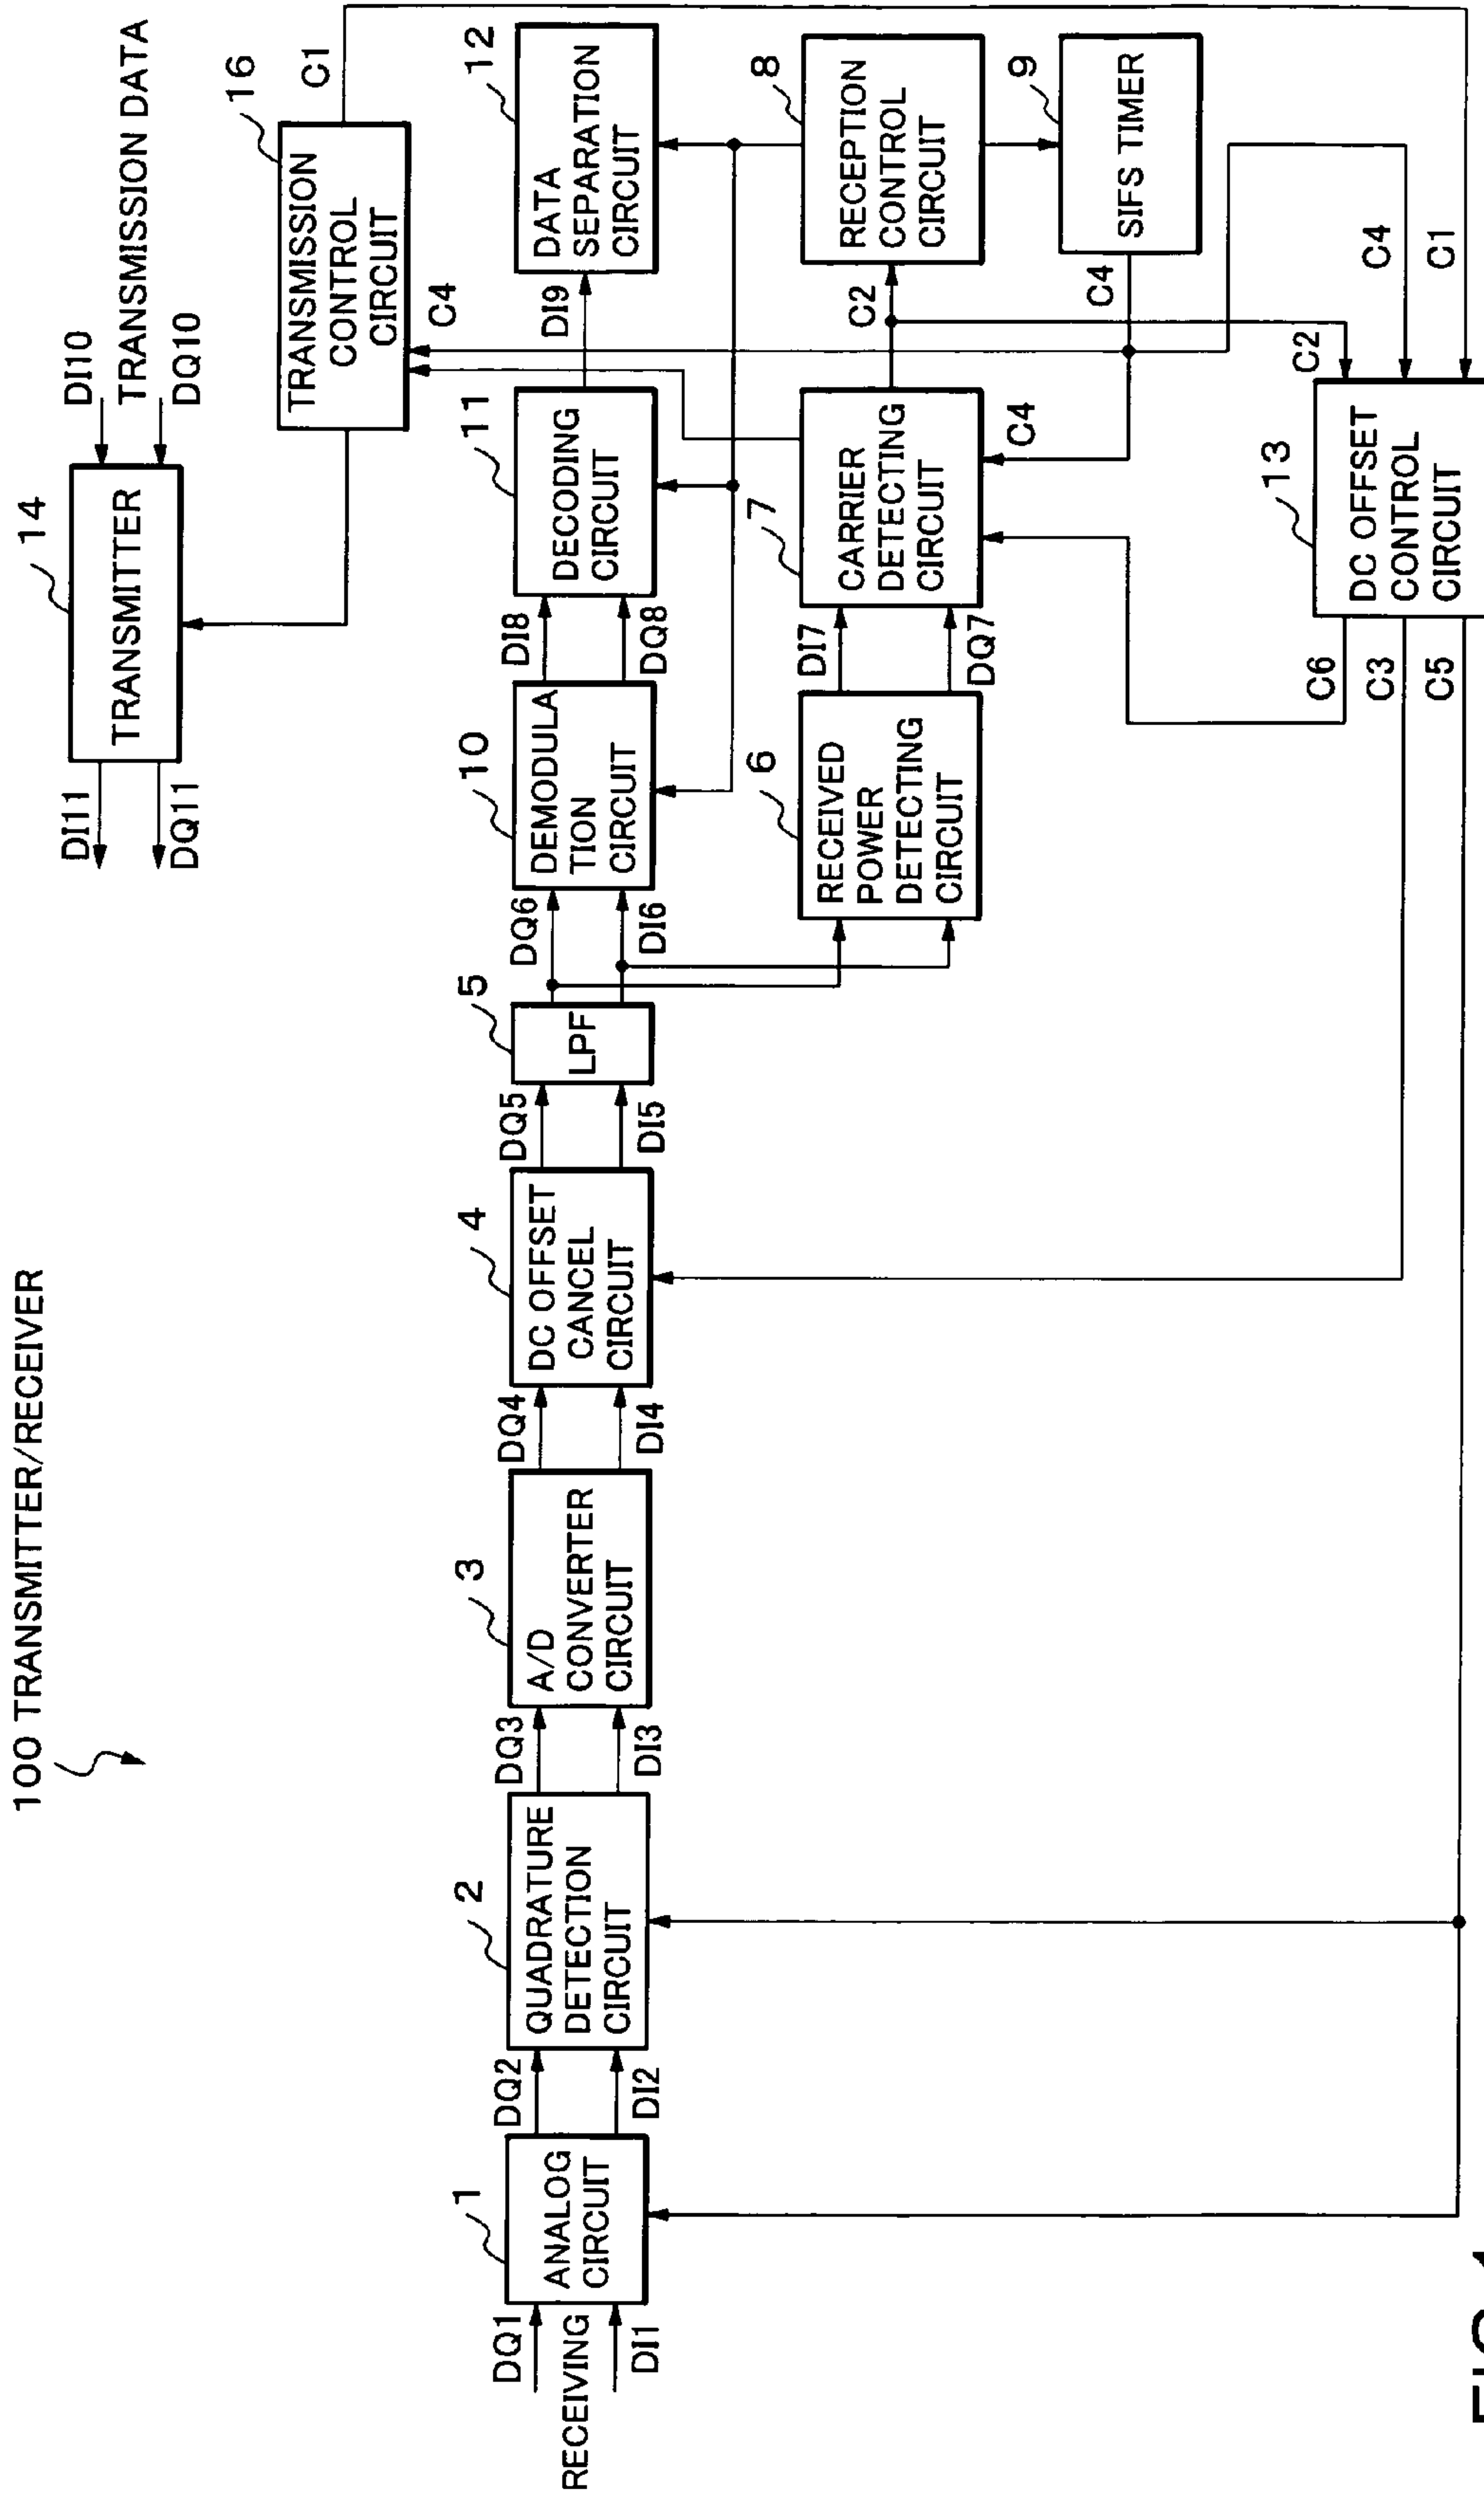 100 TRANSMITTER/RECEIVER
14
TRANSMITTER
DI10
TRANSMISSION DATA
DQ10
DI11
DQ11
16
TRANSMISSION
CONTROL
CIRCUIT
C1
C4
RECEIVING
DQ1
DI1
1
ANALOG
CIRCUIT
DQ2
DI2
2
QUADRATURE
DETECTION
CIRCUIT
DQ3
DI3
3
A/D
CONVERTER
CIRCUIT
DQ4
DI4
4
DC OFFSET
CANCEL
CIRCUIT
DQ5
DI5
5
LPF
DQ6
DI6
10
DEMODULA
TION
CIRCUIT
DI8
DQ8
11
DECODING
CIRCUIT
DI9
12
DATA
SEPARATION
CIRCUIT
6
RECEIVED
POWER
DETECTING
CIRCUIT
DI7
DQ7
7
CARRIER
DETECTING
CIRCUIT
C4
C2
8
RECEPTION
CONTROL
CIRCUIT
9
SIFS TIMER
C4
C6
C3
C5
13
DC OFFSET
CONTROL
CIRCUIT
C2
C4
C1